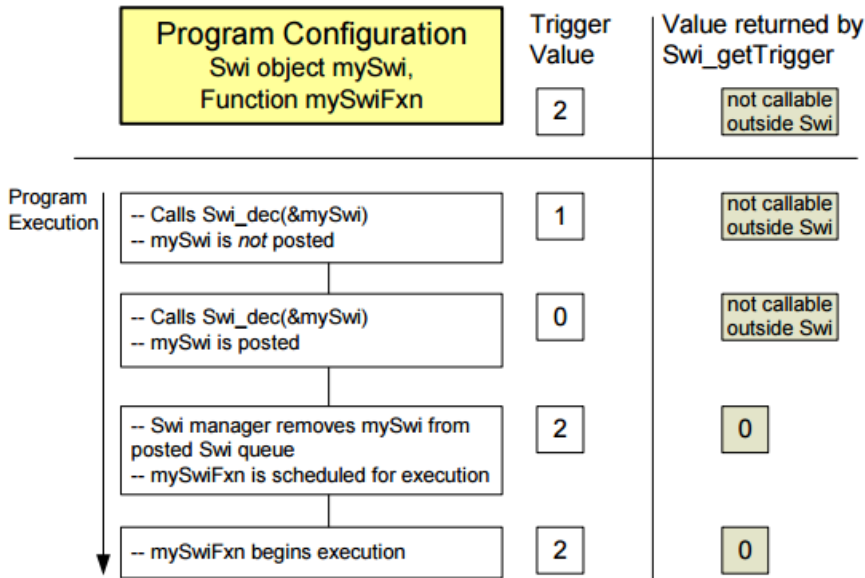 Program Configuration
Swi object mySwi,
Function mySwiFxn
Trigger
Value
Value returned by
Swi_getTrigger
2
not callable
outside Swi
Program
Execution
-- Calls Swi_dec(&mySwi)
-- mySwi is not posted
1
not callable
outside Swi
-- Calls Swi_dec(&mySwi)
-- mySwi is posted
0
not callable
outside Swi
-- Swi manager removes mySwi from
posted Swi queue
-- mySwiFxn is scheduled for execution
2
0
-- mySwiFxn begins execution
2
0